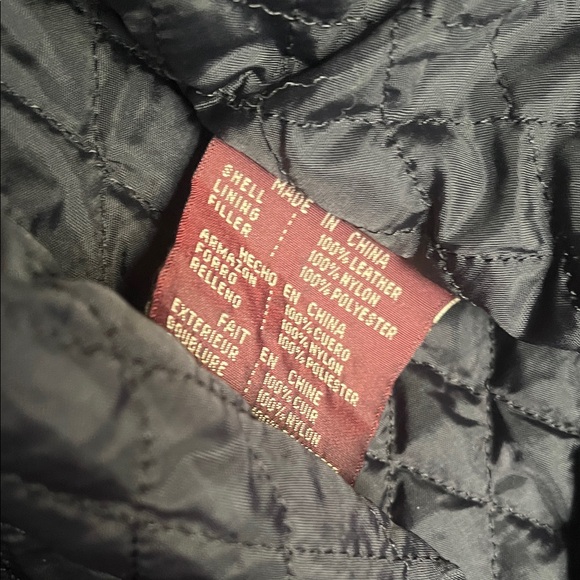 MADE IN CHINA
SHELL : 100% LEATHER
LINING : 100% NYLON
FILLER : 100% POLYESTER
HECHO EN CHINA
ARMAZON : 100% CUERO
FORRO : 100% NYLON
RELLENO : 100% POLIESTER
FAIT EN CHINE
EXTERIEUR : 100% CUIR
DOUBLURE : 100% NYLON